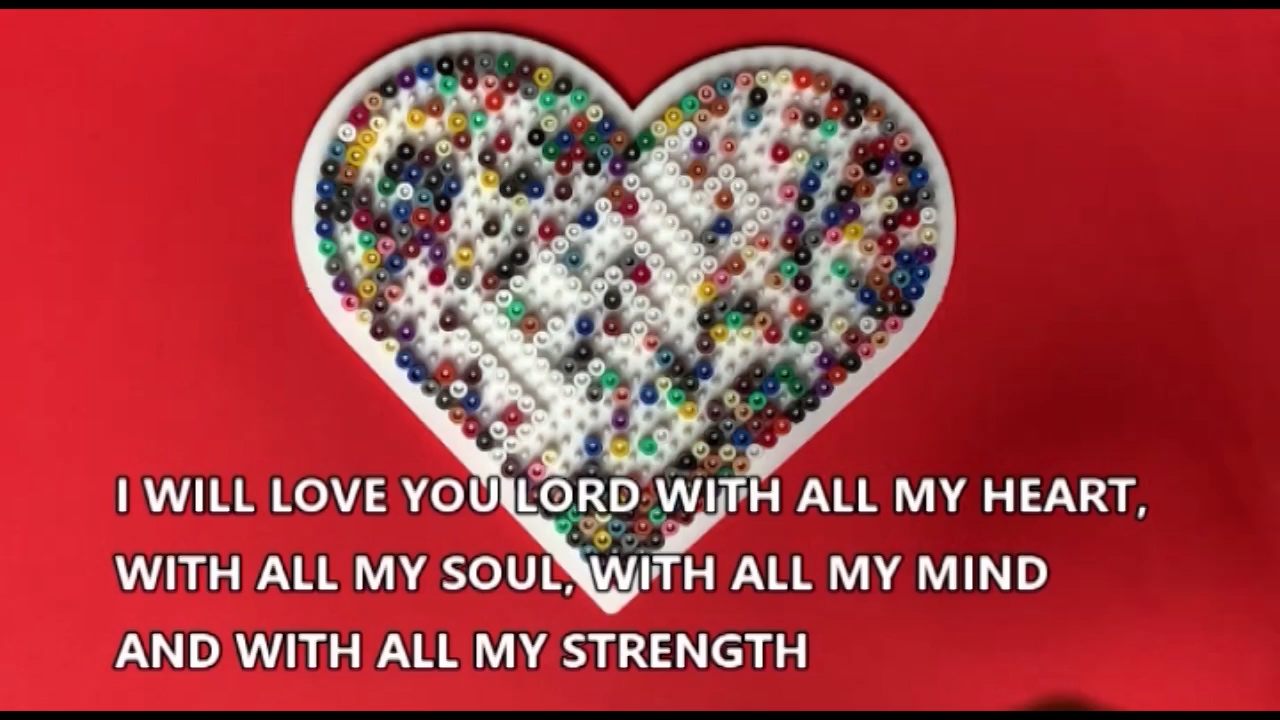 I WILL LOVE YOU LORD WITH ALL MY HEART,
WITH ALL MY SOUL, WITH ALL MY MIND
AND WITH ALL MY STRENGTH